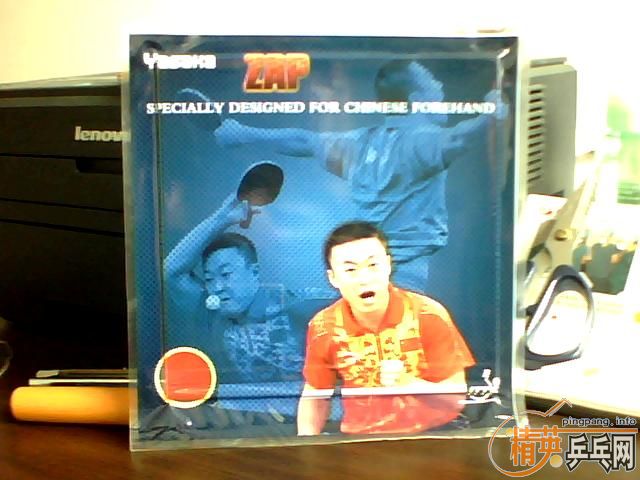 Yasaka
ZAP
SPECIALLY DESIGNED FOR CHINESE FOREHAND
lenovo
pingpang.info
精英乒乓网